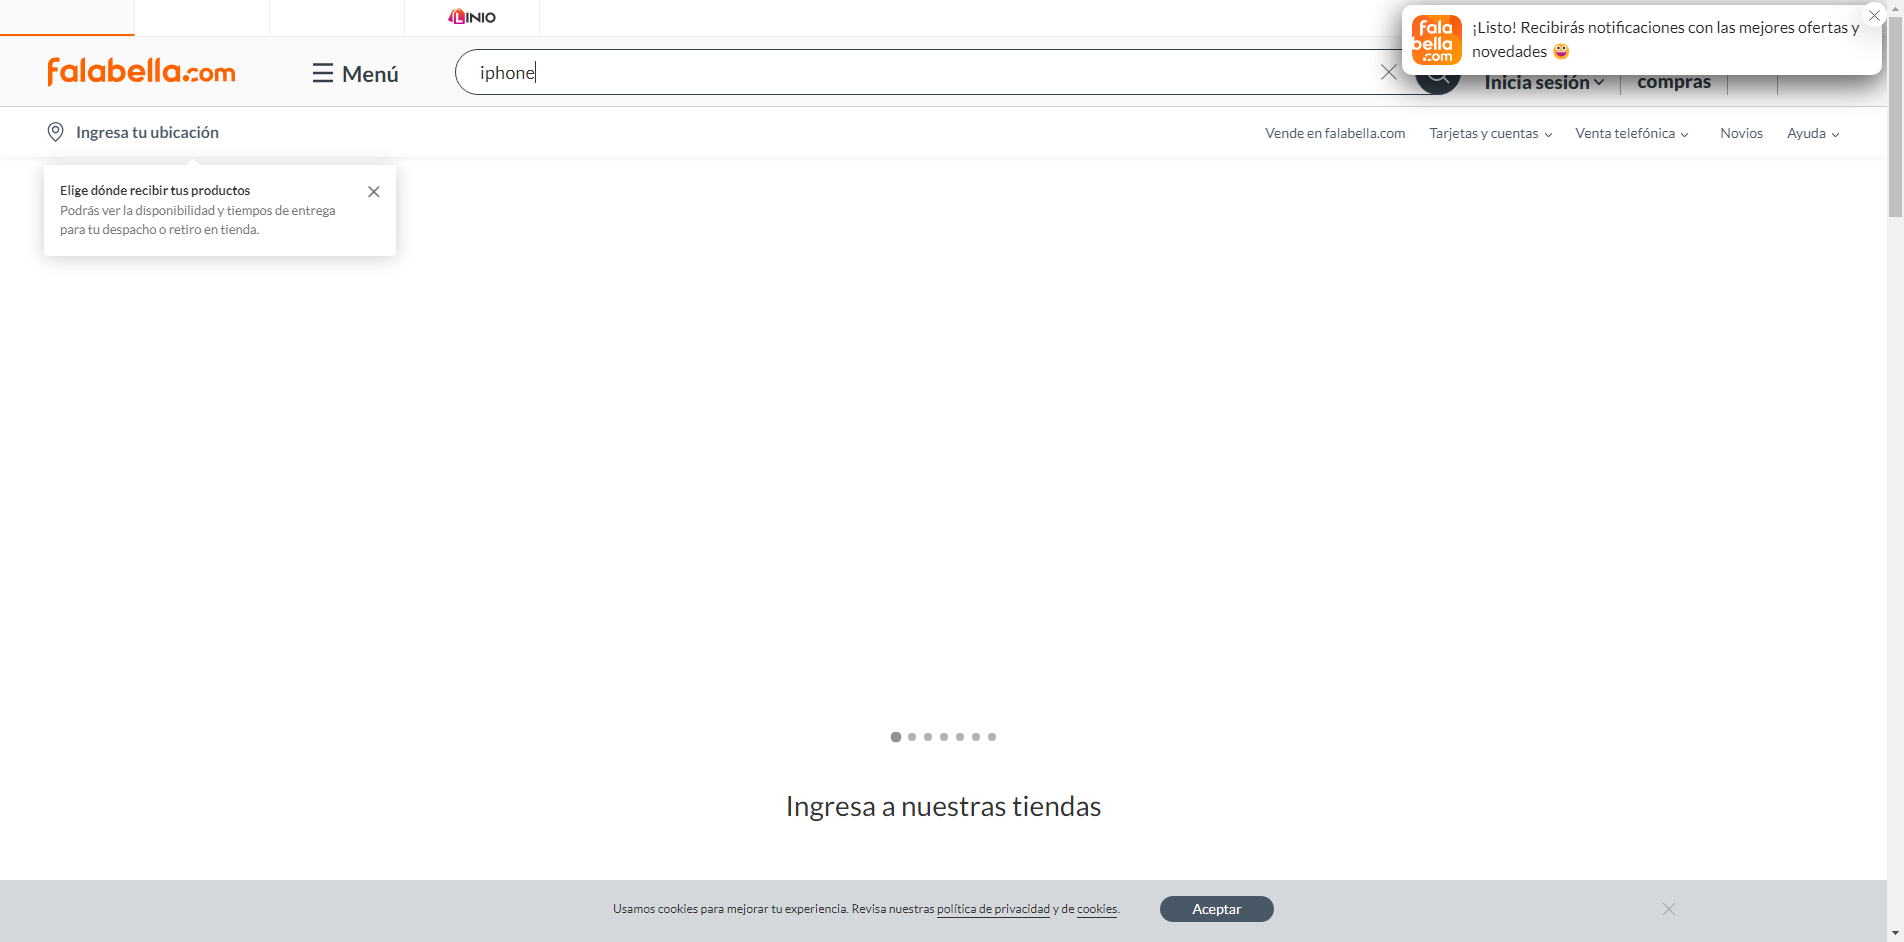 LINIO
falabella.com
Menú
iphone
fala
bella
.com
¡Listo! Recibirás notificaciones con las mejores ofertas y
novedades
Inicia sesión
compras
Ingresa tu ubicación
Vende en falabella.com
Tarjetas y cuentas
Venta telefónica
Novios
Ayuda
Elige dónde recibir tus productos
Podrás ver la disponibilidad y tiempos de entrega
para tu despacho o retiro en tienda.
Ingresa a nuestras tiendas
Usamos cookies para mejorar tu experiencia. Revisa nuestras política de privacidad y de cookies.
Aceptar